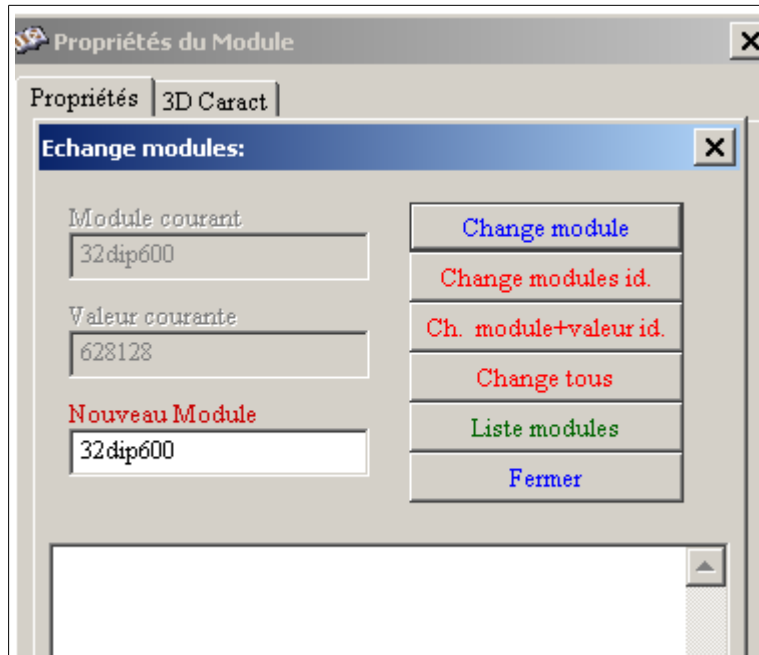 Propriétés du Module
Propriétés 3D Caract
Echange modules:
Module courant
32dip600
Valeur courante
628128
Nouveau Module
32dip600
Change module
Change modules id.
Ch. module+valeur id.
Change tous
Liste modules
Fermer